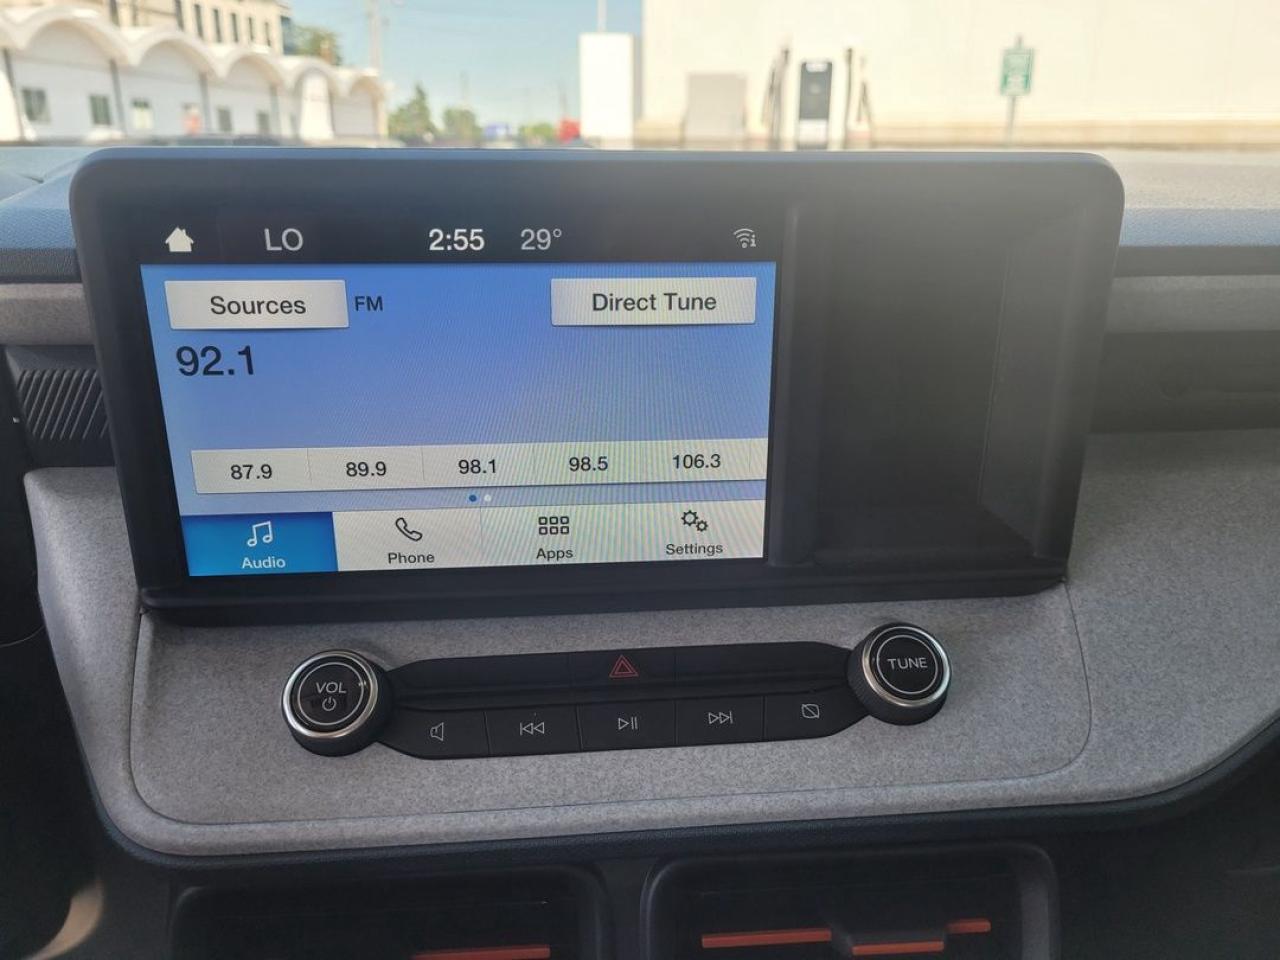 LO 2:55 29°
Sources FM Direct Tune
92.1
87.9 89.9 98.1 98.5 106.3
Audio Phone Apps Settings
VOL
TUNE